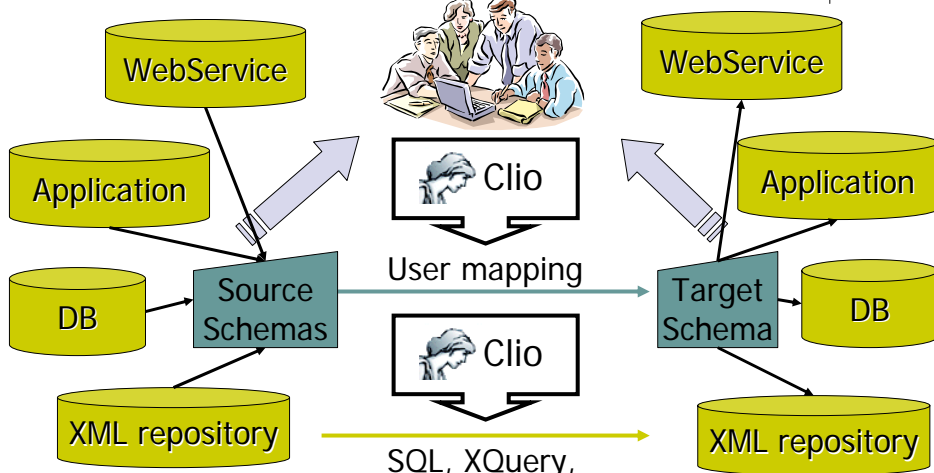 WebService
WebService
Application
Clio
Application
User mapping
Source
Schemas
Target
Schema
DB
DB
Clio
XML repository
XML repository
SQL, XQuery,